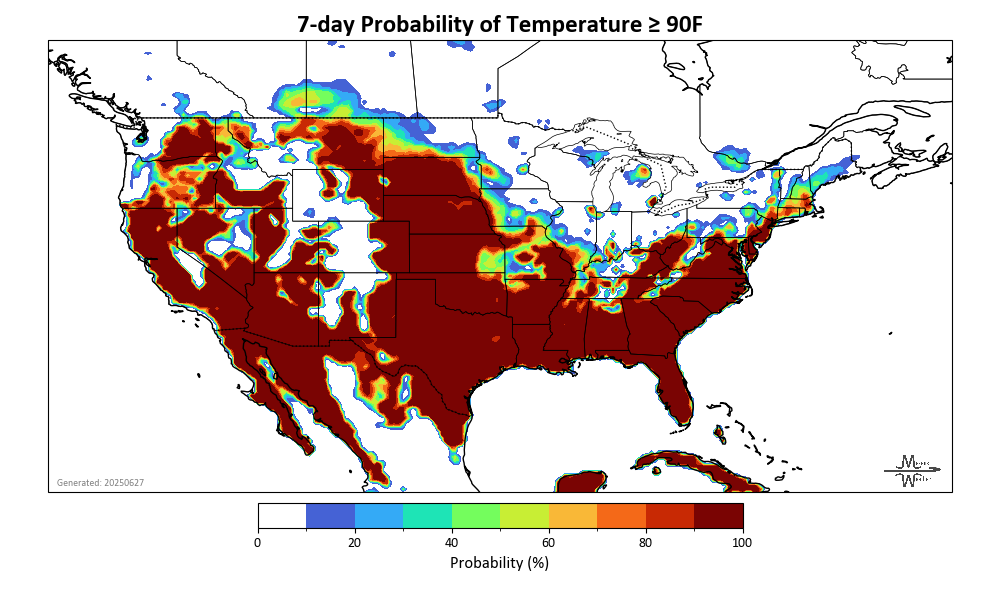 7-day Probability of Temperature ≥ 90F
Generated: 20250627
0 20 40 60 80 100
Probability (%)